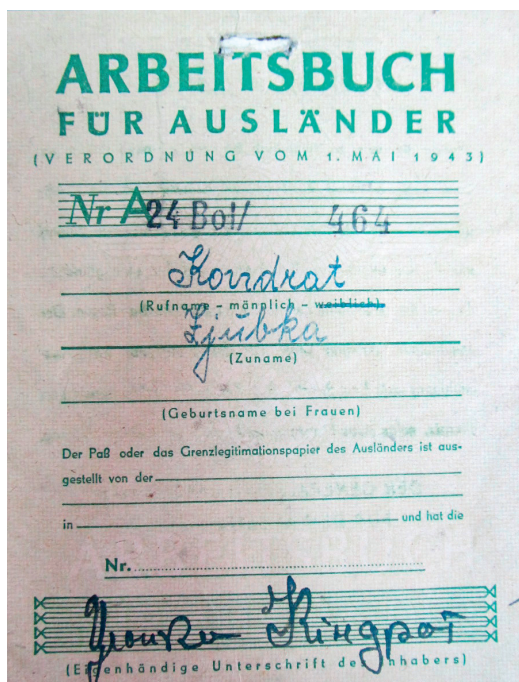 ARBEITSBUCH
FÜR AUSLÄNDER
(VERORDNUNG VOM 1. MAI 1943)
Nr A24 Bol/ 464
Kondrat
(Rufname – männlich – weiblich)
Zjubka
(Zuname)
(Geburtsname bei Frauen)
Der Paß oder das Grenzlegitimationspapier des Ausländers ist aus-
gestellt von der
in und hat die
Nr.
(Eigenhändige Unterschrift des Inhabers)